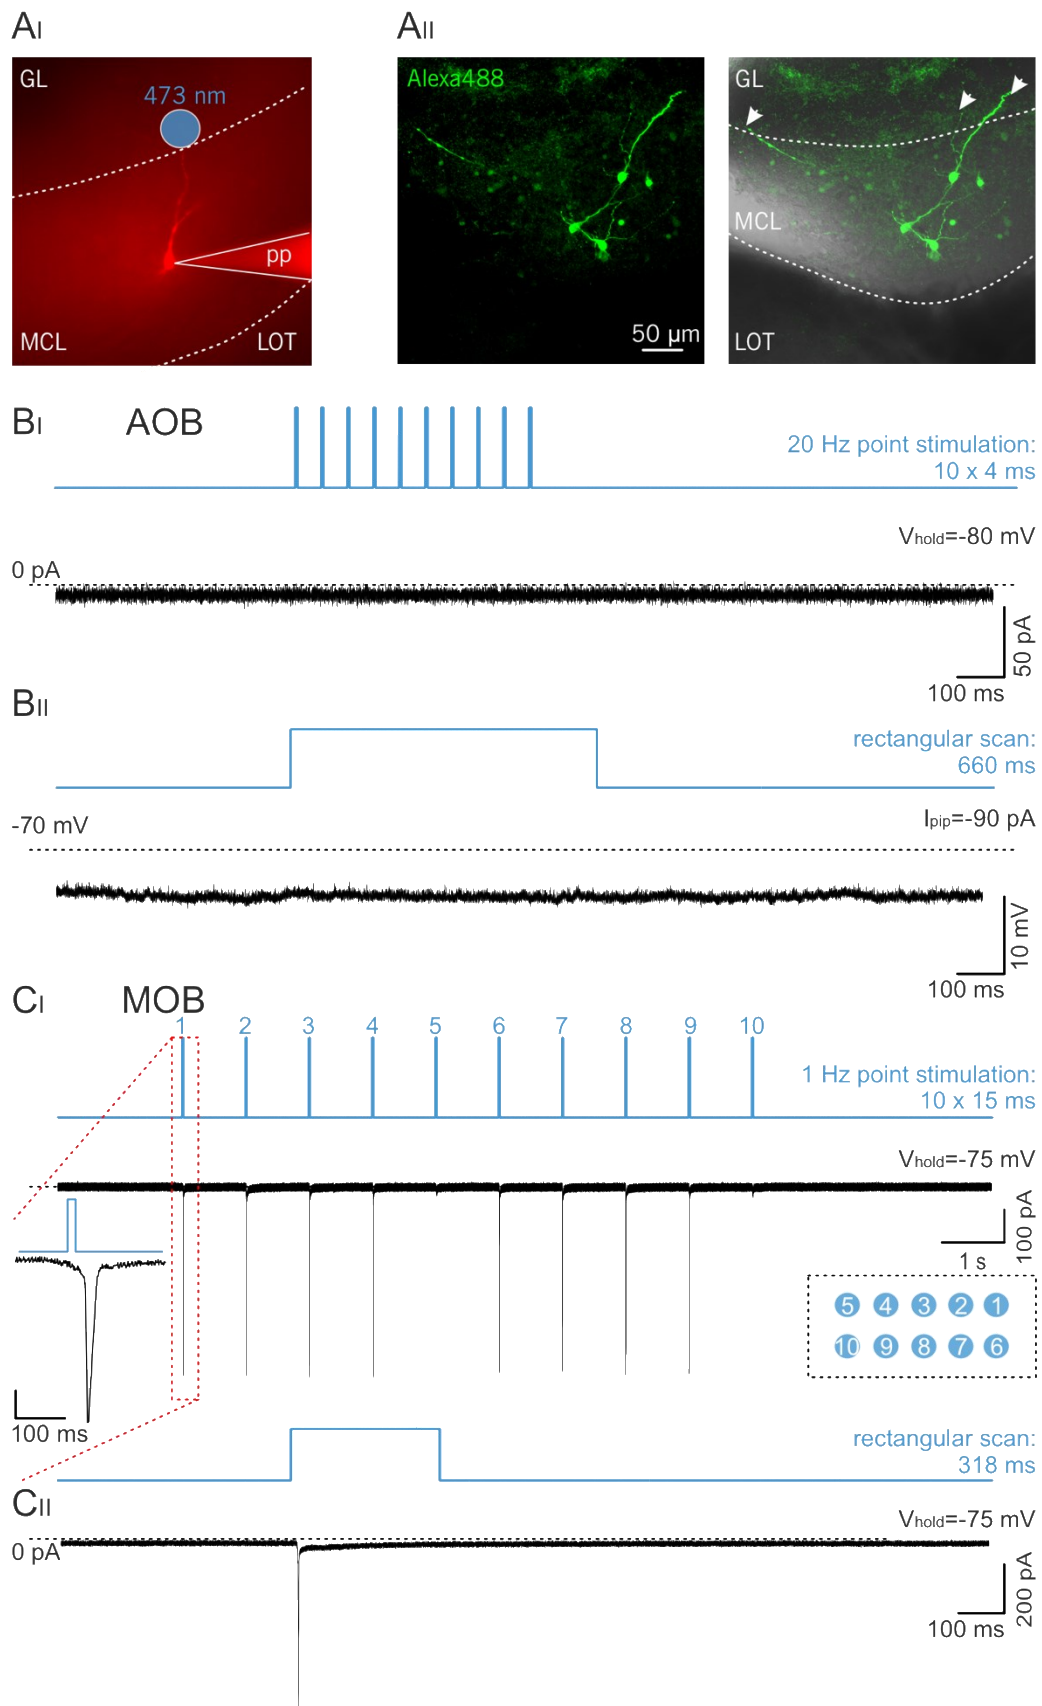 AI
AII
GL
473 nm
pp
MCL
LOT
Alexa488
50 µm
GL
MCL
LOT
BI
AOB
20 Hz point stimulation:
10 x 4 ms
Vhold=-80 mV
0 pA
50 pA
100 ms
BII
rectangular scan:
660 ms
-70 mV
Ipip=-90 pA
10 mV
100 ms
CI
MOB
1 2 3 4 5 6 7 8 9 10
1 Hz point stimulation:
10 x 15 ms
Vhold=-75 mV
100 pA
1 s
5 4 3 2 1
10 9 8 7 6
100 ms
rectangular scan:
318 ms
CII
Vhold=-75 mV
0 pA
200 pA
100 ms